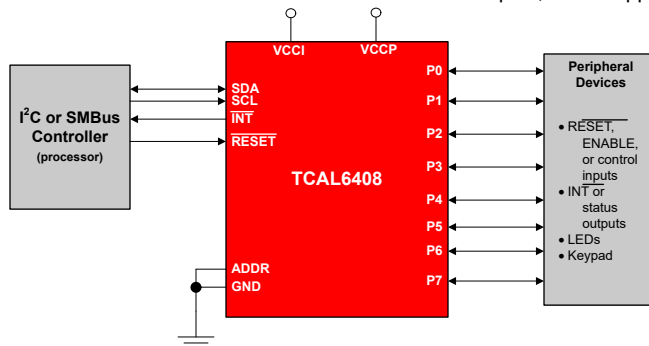 VCCI VCCP
I²C or SMBus
Controller
(processor)
SDA
SCL
INT
RESET
ADDR
GND
TCAL6408
P0
P1
P2
P3
P4
P5
P6
P7
Peripheral
Devices
• RESET,
ENABLE,
or control
inputs
• INT or
status
outputs
• LEDs
• Keypad